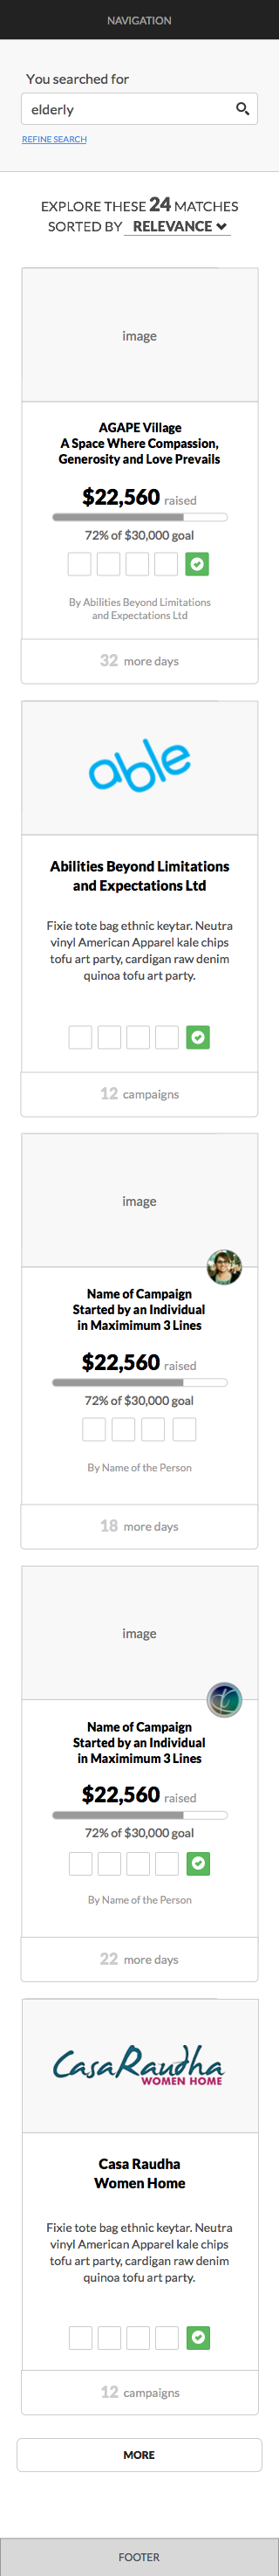 NAVIGATION
You searched for
elderly
REFINE SEARCH
EXPLORE THESE 24 MATCHES
SORTED BY RELEVANCE
image
AGAPE Village
A Space Where Compassion,
Generosity and Love Prevails
$22,560 raised
72% of $30,000 goal
By Abilities Beyond Limitations
and Expectations Ltd
32 more days
able
Abilities Beyond Limitations
and Expectations Ltd
Fixie tote bag ethnic keytar. Neutra
vinyl American Apparel kale chips
tofu art party, cardigan raw denim
quinoa tofu art party.
12 campaigns
image
Name of Campaign
Started by an Individual
in Maximimum 3 Lines
$22,560 raised
72% of $30,000 goal
By Name of the Person
18 more days
image
Name of Campaign
Started by an Individual
in Maximimum 3 Lines
$22,560 raised
72% of $30,000 goal
By Name of the Person
22 more days
CasaRaudha
WOMEN HOME
Casa Raudha
Women Home
Fixie tote bag ethnic keytar. Neutra
vinyl American Apparel kale chips
tofu art party, cardigan raw denim
quinoa tofu art party.
12 campaigns
MORE
FOOTER